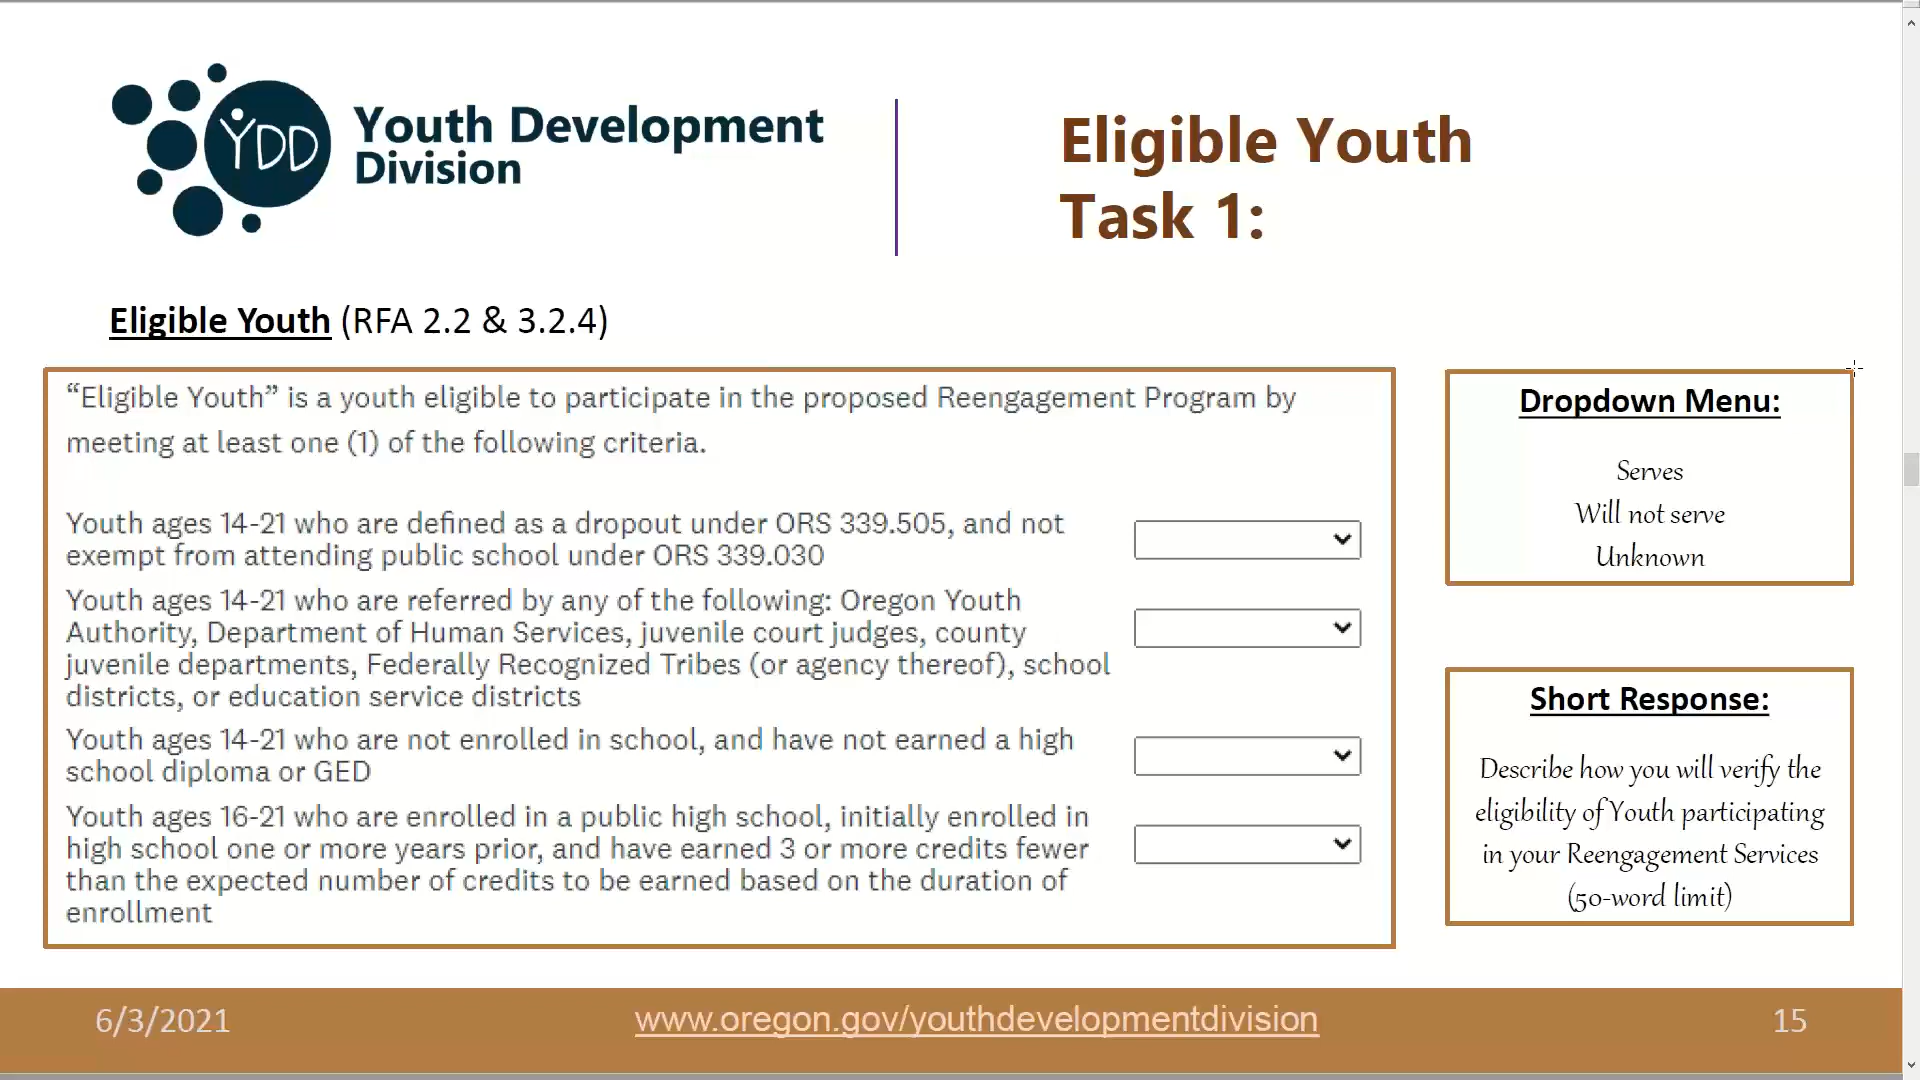 YDD
Youth Development
Division
Eligible Youth
Task 1:
Eligible Youth (RFA 2.2 & 3.2.4)
“Eligible Youth” is a youth eligible to participate in the proposed Reengagement Program by
meeting at least one (1) of the following criteria.
Youth ages 14-21 who are defined as a dropout under ORS 339.505, and not
exempt from attending public school under ORS 339.030
Youth ages 14-21 who are referred by any of the following: Oregon Youth
Authority, Department of Human Services, juvenile court judges, county
juvenile departments, Federally Recognized Tribes (or agency thereof), school
districts, or education service districts
Youth ages 14-21 who are not enrolled in school, and have not earned a high
school diploma or GED
Youth ages 16-21 who are enrolled in a public high school, initially enrolled in
high school one or more years prior, and have earned 3 or more credits fewer
than the expected number of credits to be earned based on the duration of
enrollment
Dropdown Menu:
Serves
Will not serve
Unknown
Short Response:
Describe how you will verify the
eligibility of Youth participating
in your Reengagement Services
(50-word limit)
6/3/2021
www.oregon.gov/youthdevelopmentdivision
15